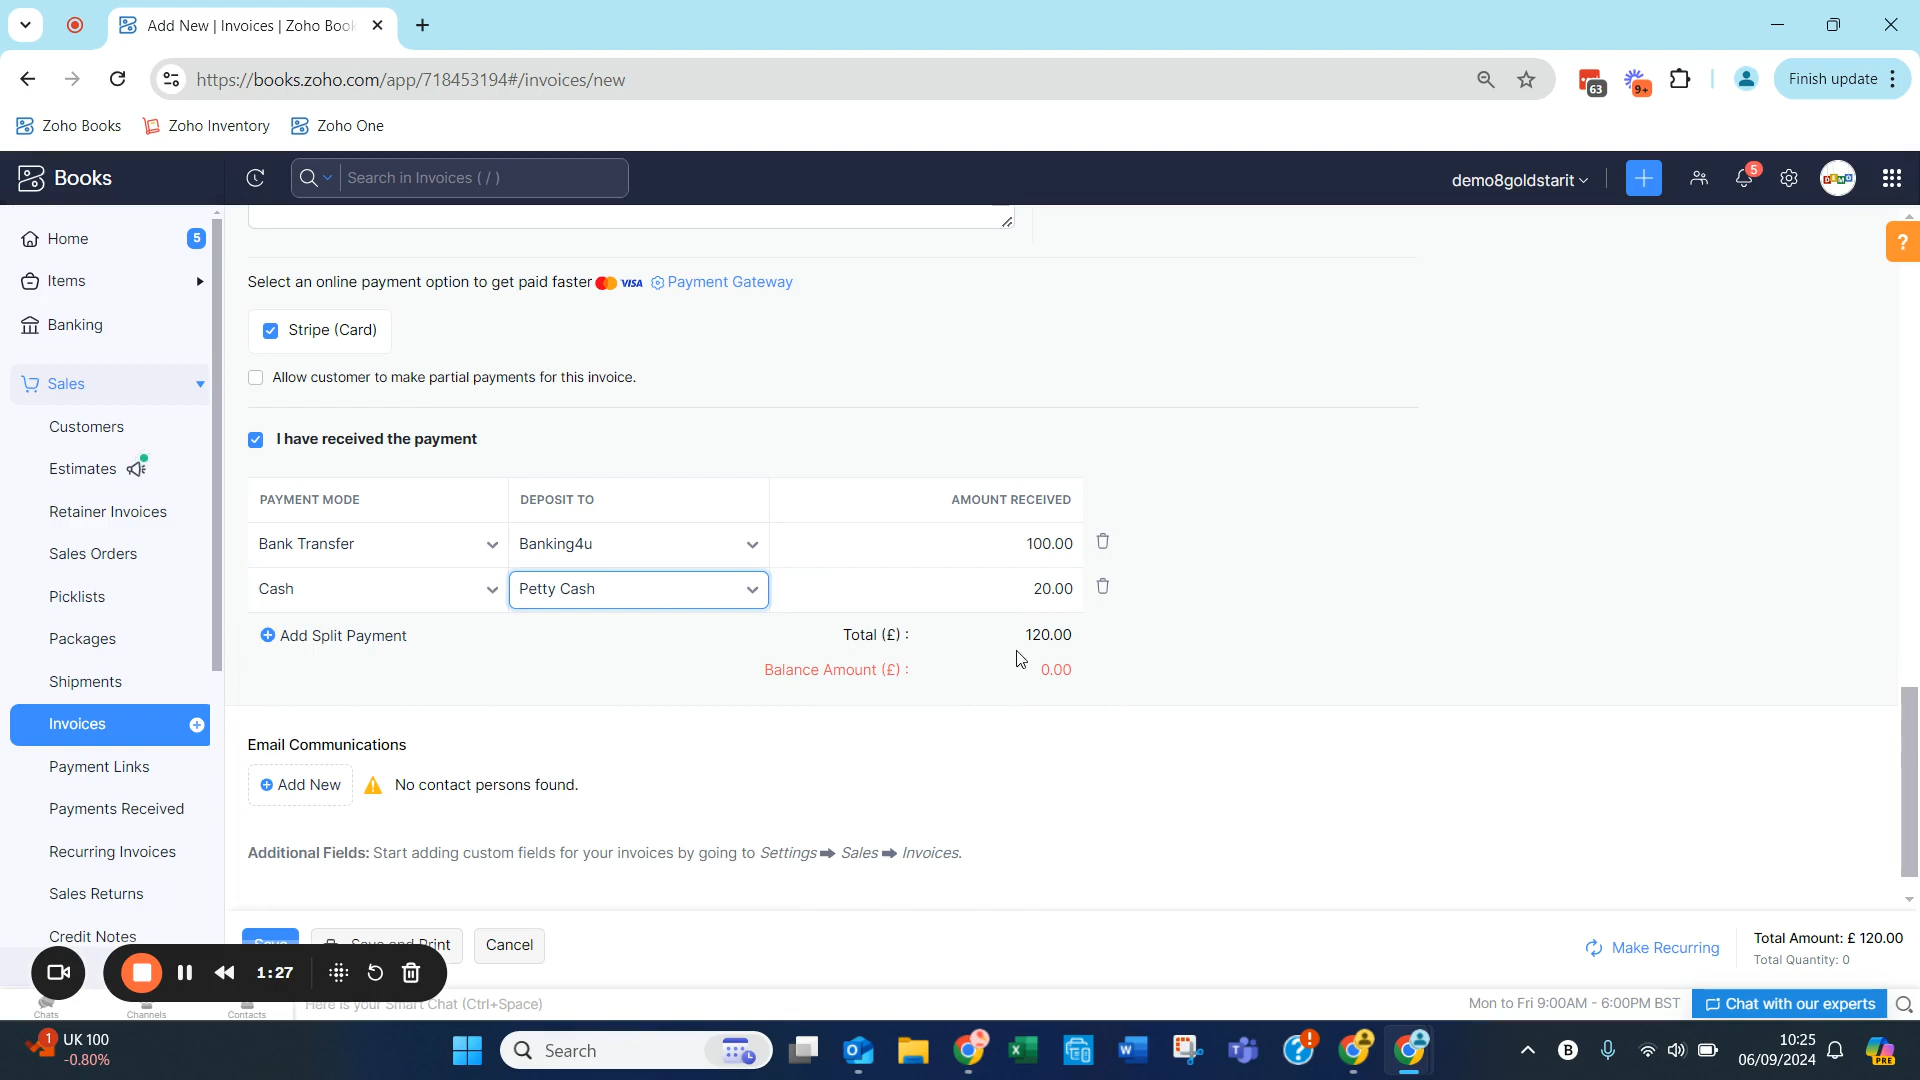 Add New | Invoices | Zoho Book
https://books.zoho.com/app/718453194#/invoices/new
63
9+
Finish update
Zoho Books
Zoho Inventory
Zoho One
Books
Search in Invoices ( / )
demo8goldstarit
5
DEMO
Home
5
Items
Banking
Sales
Customers
Estimates
Retainer Invoices
Sales Orders
Picklists
Packages
Shipments
Invoices
Payment Links
Payments Received
Recurring Invoices
Sales Returns
Credit Notes
?
Select an online payment option to get paid faster VISA Payment Gateway
Stripe (Card)
Allow customer to make partial payments for this invoice.
I have received the payment
PAYMENT MODE DEPOSIT TO AMOUNT RECEIVED
Bank Transfer Banking4u 100.00
Cash Petty Cash 20.00
Add Split Payment Total (£) : 120.00
Balance Amount (£) : 0.00
Email Communications
Add New No contact persons found.
Additional Fields: Start adding custom fields for your invoices by going to Settings ➡ Sales ➡ Invoices.
Save
Save and Print
Cancel
Make Recurring
Total Amount: £ 120.00
Total Quantity: 0
1:27
Chats
Channels
Contacts
Here is your Smart Chat (Ctrl+Space)
Mon to Fri 9:00AM - 6:00PM BST
Chat with our experts
1
UK 100
-0.80%
Search
B
10:25
06/09/2024
PRE